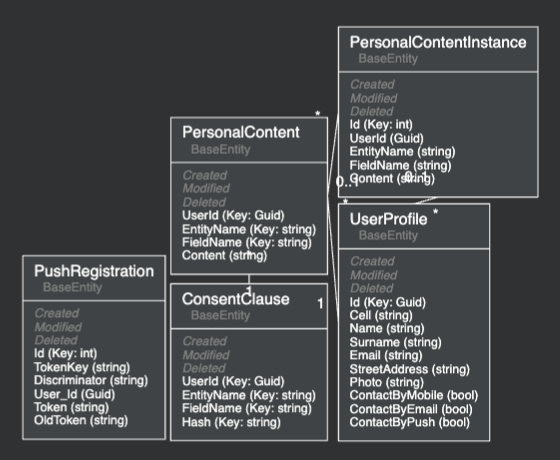 PersonalContentInstance
BaseEntity
Created
Modified
Deleted
Id (Key: int)
UserId (Guid)
EntityName (string)
FieldName (string)
Content (string)
*
PersonalContent
BaseEntity
Created
Modified
Deleted
UserId (Key: Guid)
EntityName (Key: string)
FieldName (Key: string)
Content (string)
0..1
0..1
*
UserProfile
*
BaseEntity
Created
Modified
Deleted
Id (Key: Guid)
Cell (string)
Name (string)
Surname (string)
Email (string)
StreetAddress (string)
Photo (string)
ContactByMobile (bool)
ContactByEmail (bool)
ContactByPush (bool)
PushRegistration
BaseEntity
Created
Modified
Deleted
Id (Key: int)
TokenKey (string)
Discriminator (string)
User_Id (Guid)
Token (string)
OldToken (string)
1
ConsentClause
1
BaseEntity
Created
Modified
Deleted
UserId (Key: Guid)
EntityName (Key: string)
FieldName (Key: string)
Hash (Key: string)